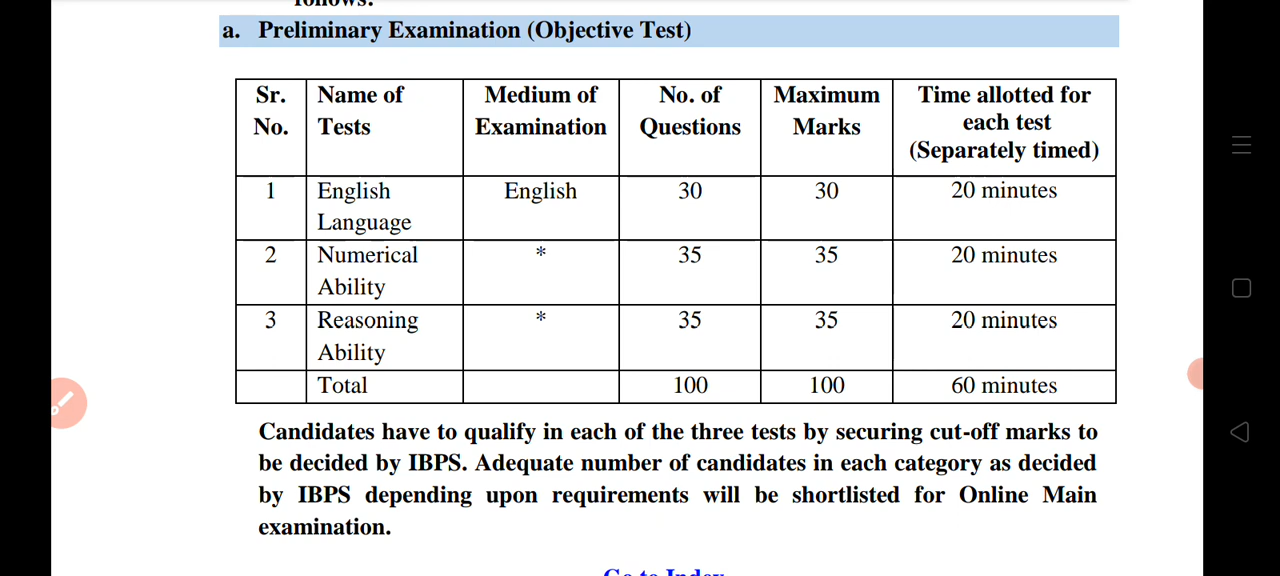 follows:
a. Preliminary Examination (Objective Test)
Sr. No. Name of Tests Medium of Examination No. of Questions Maximum Marks Time allotted for each test (Separately timed)
1 English Language English 30 30 20 minutes
2 Numerical Ability * 35 35 20 minutes
3 Reasoning Ability * 35 35 20 minutes
Total 100 100 60 minutes
Candidates have to qualify in each of the three tests by securing cut-off marks to
be decided by IBPS. Adequate number of candidates in each category as decided
by IBPS depending upon requirements will be shortlisted for Online Main
examination.
Go to Index